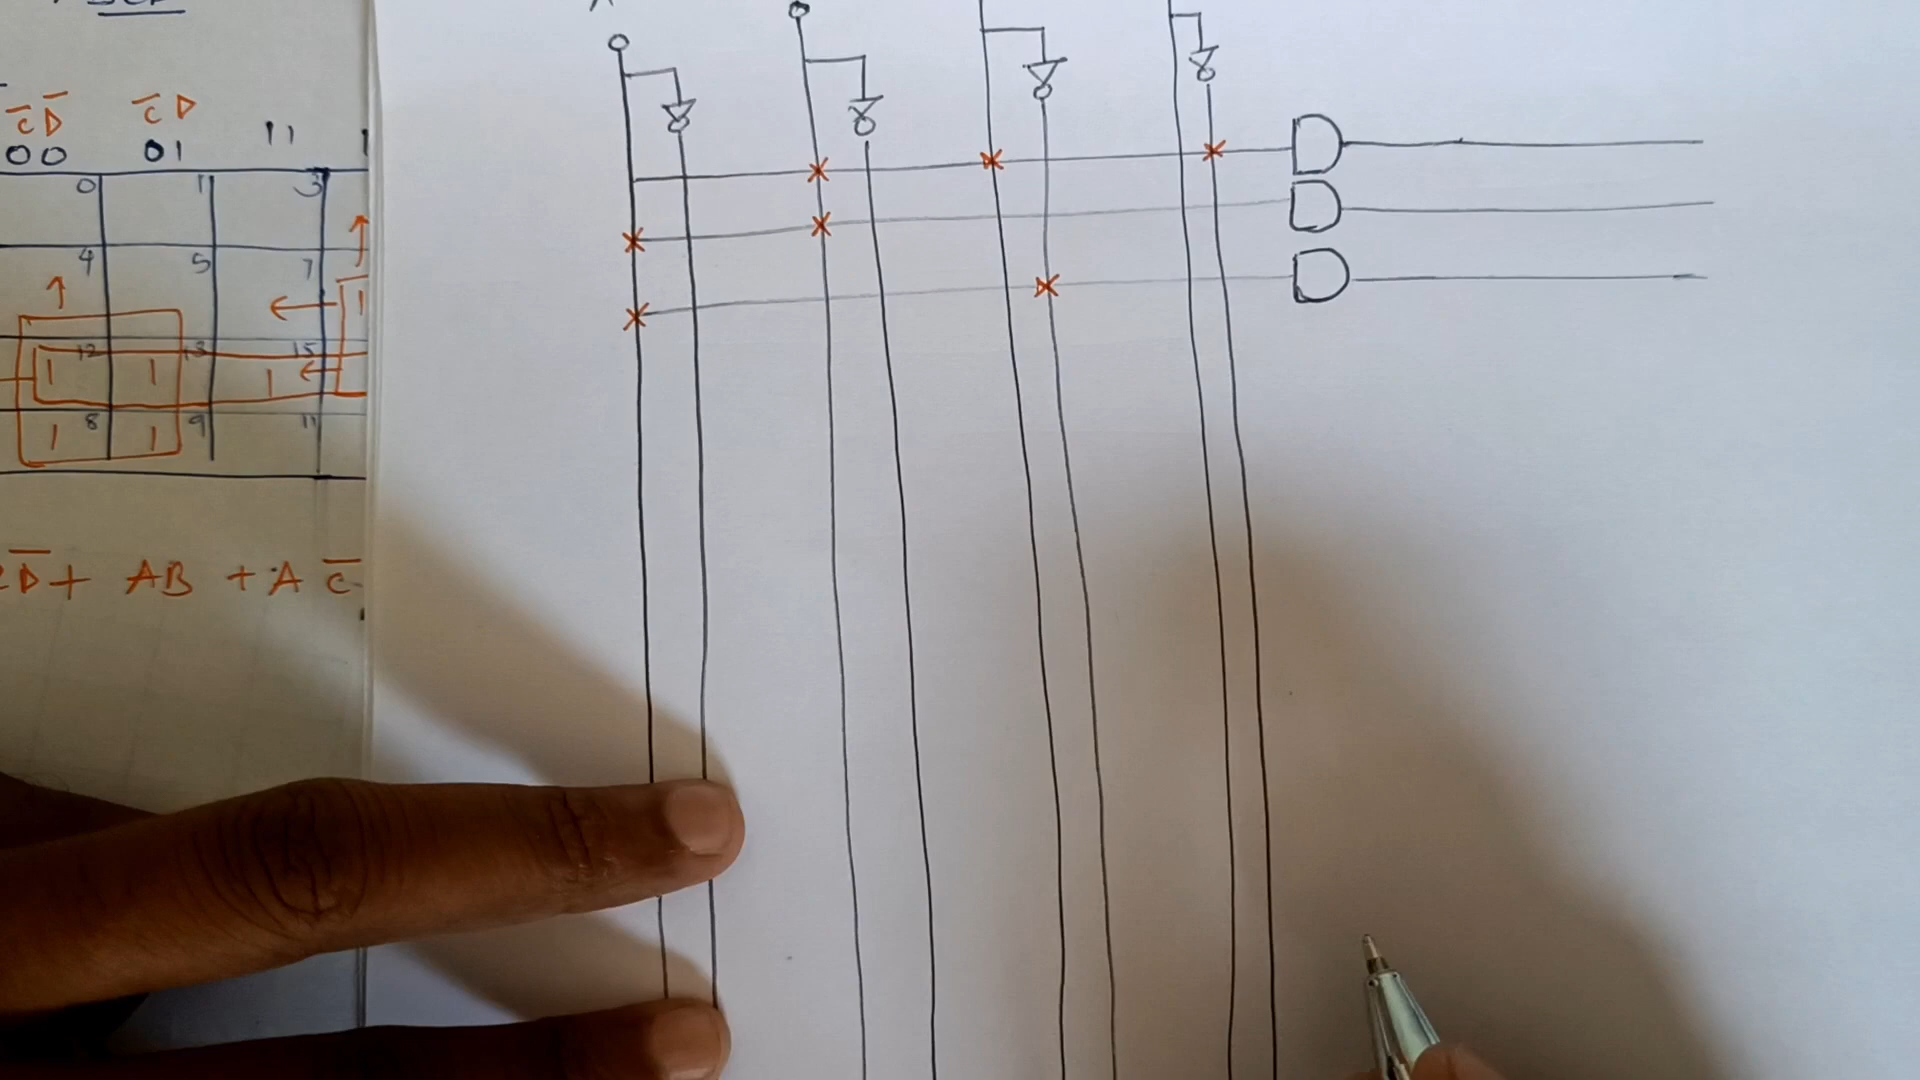 C̅ D̅ C̅ D
00 01 11
0 1 3
4 5 7
1
12 13 15
1 1 1
8 9 11
1 1
D̅ + AB + A C̅